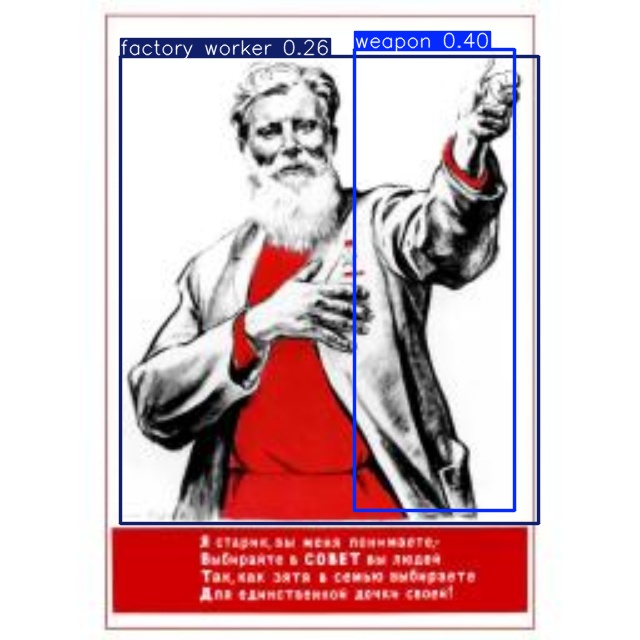 factory worker 0.26
weapon 0.40
Я старик, вы меня понимаете,-
Выбирайте в СОВЕТ вы людей
Так, как зятя в семью выбираете
Для единственной дочки своей!